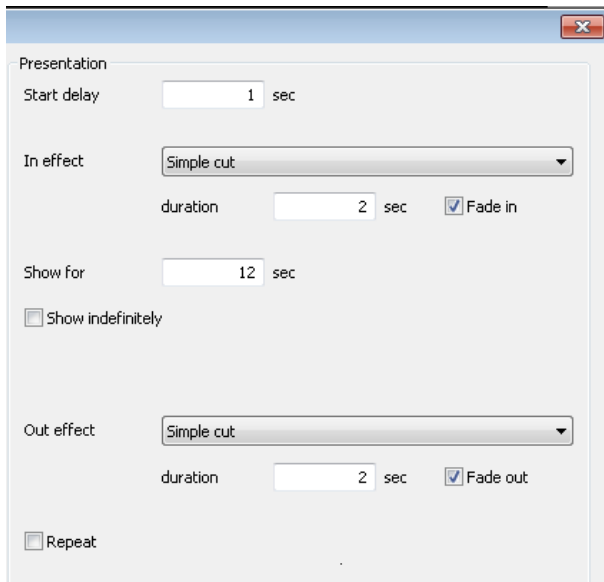 Presentation
Start delay 1 sec
In effect Simple cut
duration 2 sec Fade in
Show for 12 sec
Show indefinitely
Out effect Simple cut
duration 2 sec Fade out
Repeat